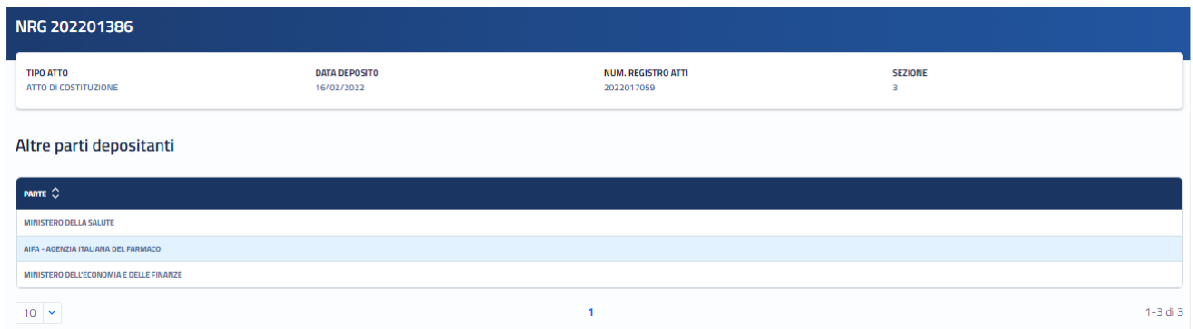 NRG 202201386
TIPO ATTO DATA DEPOSITO NUM. REGISTRO ATTI SEZIONE
ATTO DI COSTITUZIONE 16/02/2022 2022017059 3
Altre parti depositanti
PARTE
MINISTERO DELLA SALUTE
AIFA - AGENZIA ITALIANA DEL FARMACO
MINISTERO DELL'ECONOMIA E DELLE FINANZE
10 1 1-3 di 3